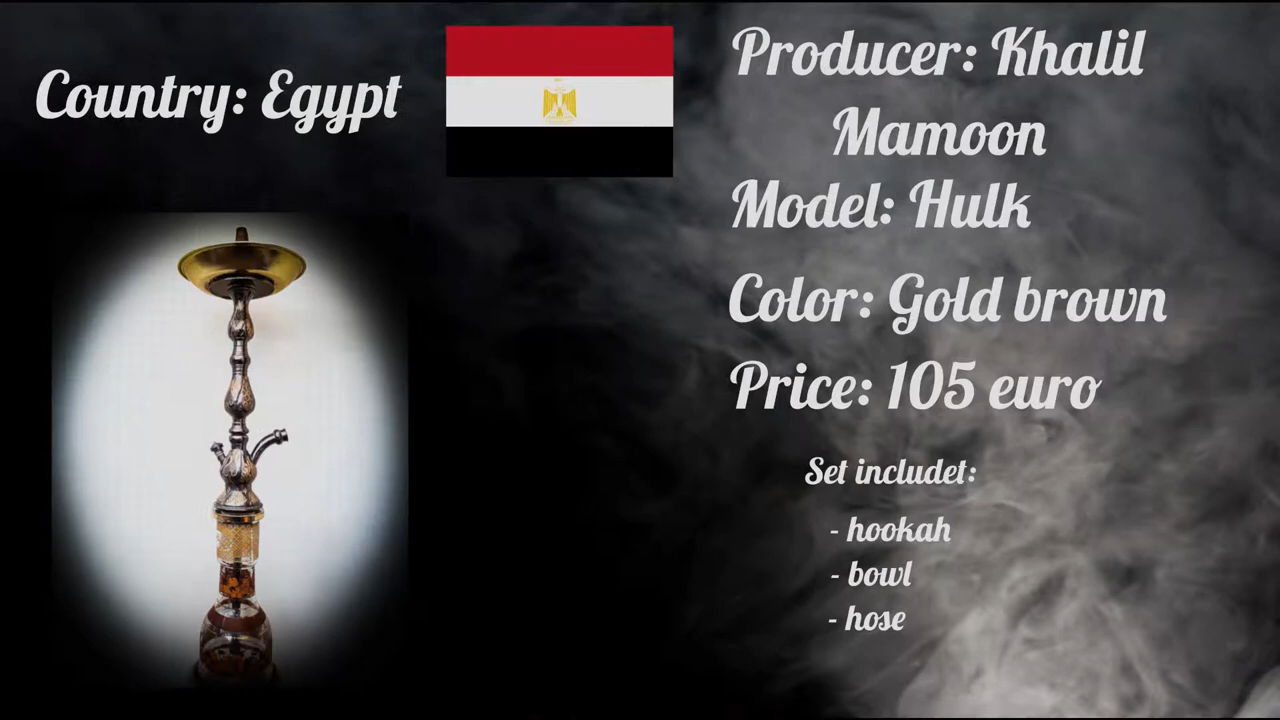 Country: Egypt
Producer: Khalil
Mamoon
Model: Hulk
Color: Gold brown
Price: 105 euro
Set includet:
- hookah
- bowl
- hose